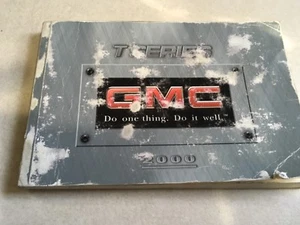 T SERIES
GMC
Do one thing. Do it well.
2000